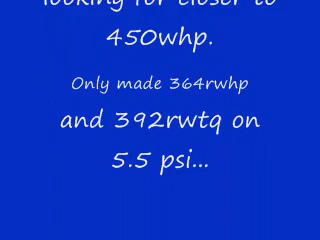 looking for closer to
450whp.
Only made 364rwhp
and 392rwtq on
5.5 psi...